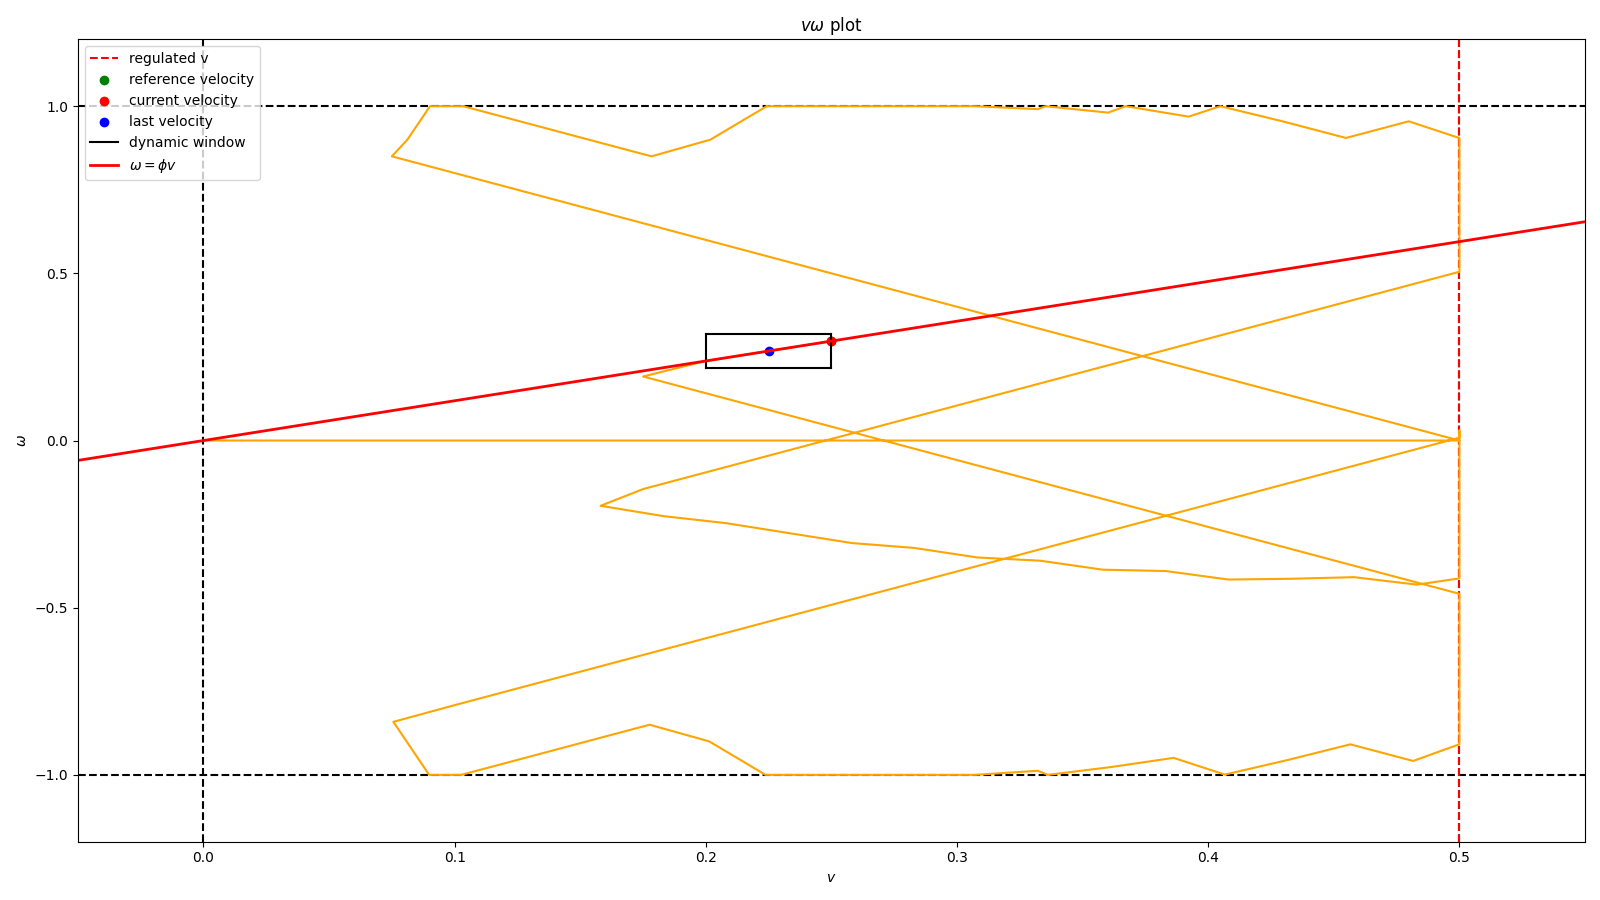 vω plot
regulated v
reference velocity
current velocity
last velocity
dynamic window
ω = ϕv
1.0
0.5
0.0
−0.5
−1.0
ω
0.0 0.1 0.2 0.3 0.4 0.5
v